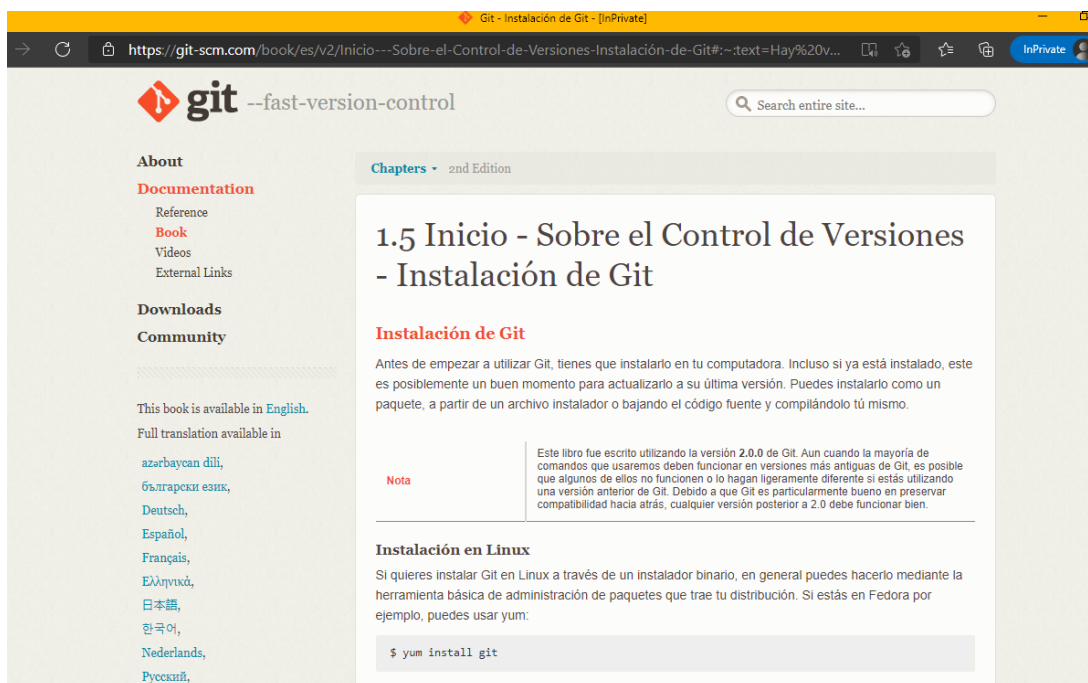 Git - Instalación de Git - [InPrivate]
https://git-scm.com/book/es/v2/Inicio---Sobre-el-Control-de-Versiones-Instalación-de-Git#:~:text=Hay%20v...
InPrivate
git --fast-version-control
Search entire site...
About
Documentation
Reference
Book
Videos
External Links
Downloads
Community
This book is available in English.
Full translation available in
azərbaycan dili,
български език,
Deutsch,
Español,
Français,
Ελληνικά,
日本語,
한국어,
Nederlands,
Русский,
Chapters 2nd Edition
1.5 Inicio - Sobre el Control de Versiones
- Instalación de Git
Instalación de Git
Antes de empezar a utilizar Git, tienes que instalarlo en tu computadora. Incluso si ya está instalado, este
es posiblemente un buen momento para actualizarlo a su última versión. Puedes instalarlo como un
paquete, a partir de un archivo instalador o bajando el código fuente y compilándolo tú mismo.
Nota
Este libro fue escrito utilizando la versión 2.0.0 de Git. Aun cuando la mayoría de
comandos que usaremos deben funcionar en versiones más antiguas de Git, es posible
que algunos de ellos no funcionen o lo hagan ligeramente diferente si estás utilizando
una versión anterior de Git. Debido a que Git es particularmente bueno en preservar
compatibilidad hacia atrás, cualquier versión posterior a 2.0 debe funcionar bien.
Instalación en Linux
Si quieres instalar Git en Linux a través de un instalador binario, en general puedes hacerlo mediante la
herramienta básica de administración de paquetes que trae tu distribución. Si estás en Fedora por
ejemplo, puedes usar yum:
$ yum install git